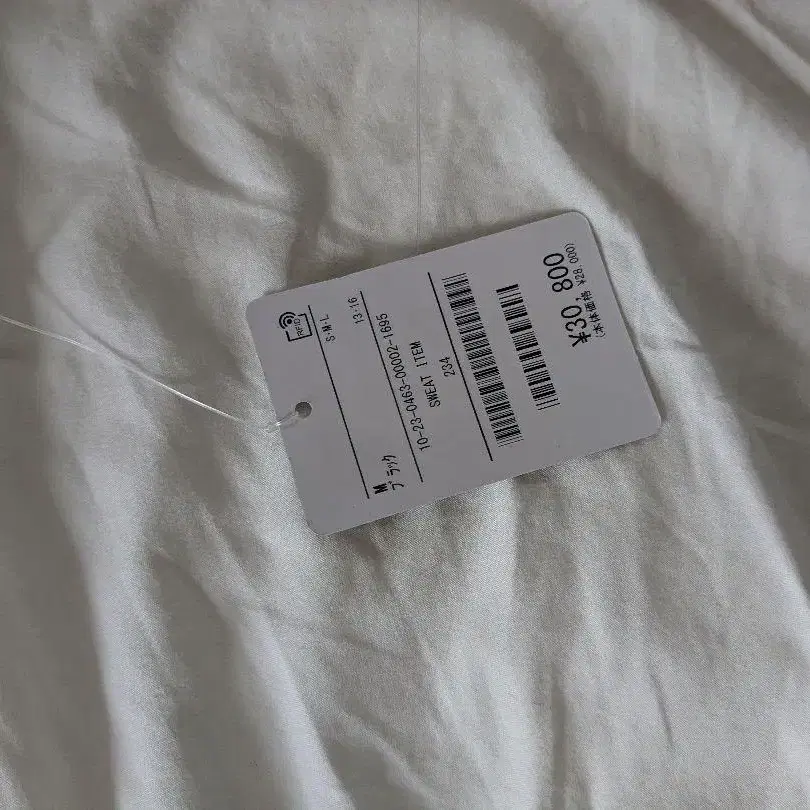 RFID
S·M·L
13·16
M
ブラック
10-23-0463-00002-1695
SWEAT ITEM
2S4
¥30,800
(本体価格 ¥28,000)